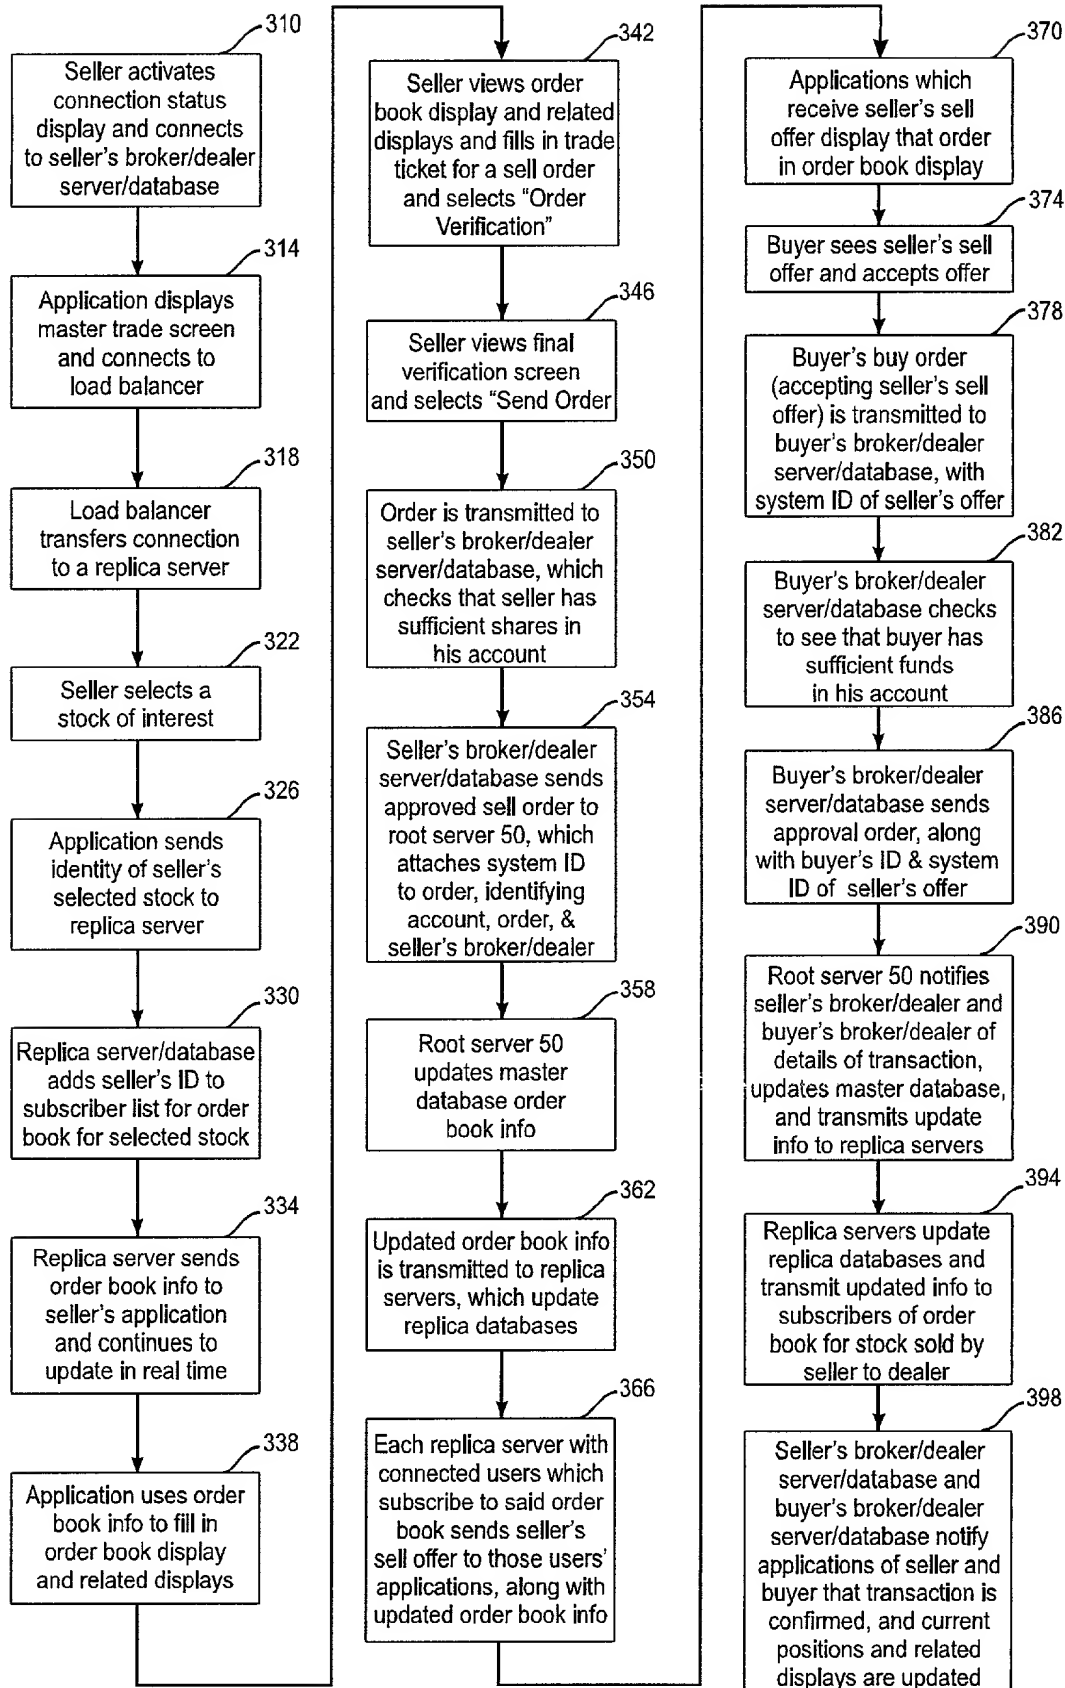 310
Seller activates
connection status
display and connects
to seller's broker/dealer
server/database
314
Application displays
master trade screen
and connects to
load balancer
318
Load balancer
transfers connection
to a replica server
322
Seller selects a
stock of interest
326
Application sends
identity of seller's
selected stock to
replica server
330
Replica server/database
adds seller's ID to
subscriber list for order
book for selected stock
334
Replica server sends
order book info to
seller's application
and continues to
update in real time
338
Application uses order
book info to fill in
order book display
and related displays
342
Seller views order
book display and related
displays and fills in trade
ticket for a sell order
and selects "Order
Verification"
346
Seller views final
verification screen
and selects "Send Order
350
Order is transmitted to
seller's broker/dealer
server/database, which
checks that seller has
sufficient shares in
his account
354
Seller's broker/dealer
server/database sends
approved sell order to
root server 50, which
attaches system ID
to order, identifying
account, order, &
seller's broker/dealer
358
Root server 50
updates master
database order
book info
362
Updated order book info
is transmitted to replica
servers, which update
replica databases
366
Each replica server with
connected users which
subscribe to said order
book sends seller's
sell offer to those users'
applications, along with
updated order book info
370
Applications which
receive seller's sell
offer display that order
in order book display
374
Buyer sees seller's sell
offer and accepts offer
378
Buyer's buy order
(accepting seller's sell
offer) is transmitted to
buyer's broker/dealer
server/database, with
system ID of seller's offer
382
Buyer's broker/dealer
server/database checks
to see that buyer has
sufficient funds
in his account
386
Buyer's broker/dealer
server/database sends
approval order, along
with buyer's ID & system
ID of seller's offer
390
Root server 50 notifies
seller's broker/dealer and
buyer's broker/dealer of
details of transaction,
updates master database,
and transmits update
info to replica servers
394
Replica servers update
replica databases and
transmit updated info to
subscribers of order
book for stock sold by
seller to dealer
398
Seller's broker/dealer
server/database and
buyer's broker/dealer
server/database notify
applications of seller and
buyer that transaction is
confirmed, and current
positions and related
displays are updated